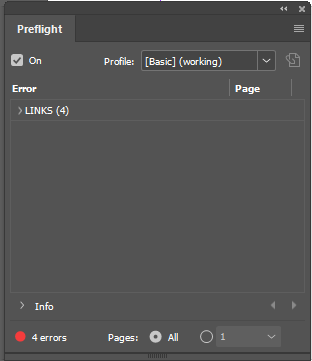 Preflight
On Profile: [Basic] (working)
Error Page
LINKS (4)
Info
4 errors Pages: All 1